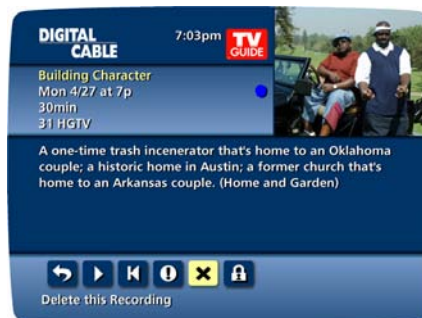 DIGITAL
CABLE
7:03pm
TV
GUIDE
Building Character
Mon 4/27 at 7p
30min
31 HGTV
A one-time trash incenerator that's home to an Oklahoma
couple; a historic home in Austin; a former church that's
home to an Arkansas couple. (Home and Garden)
Delete this Recording